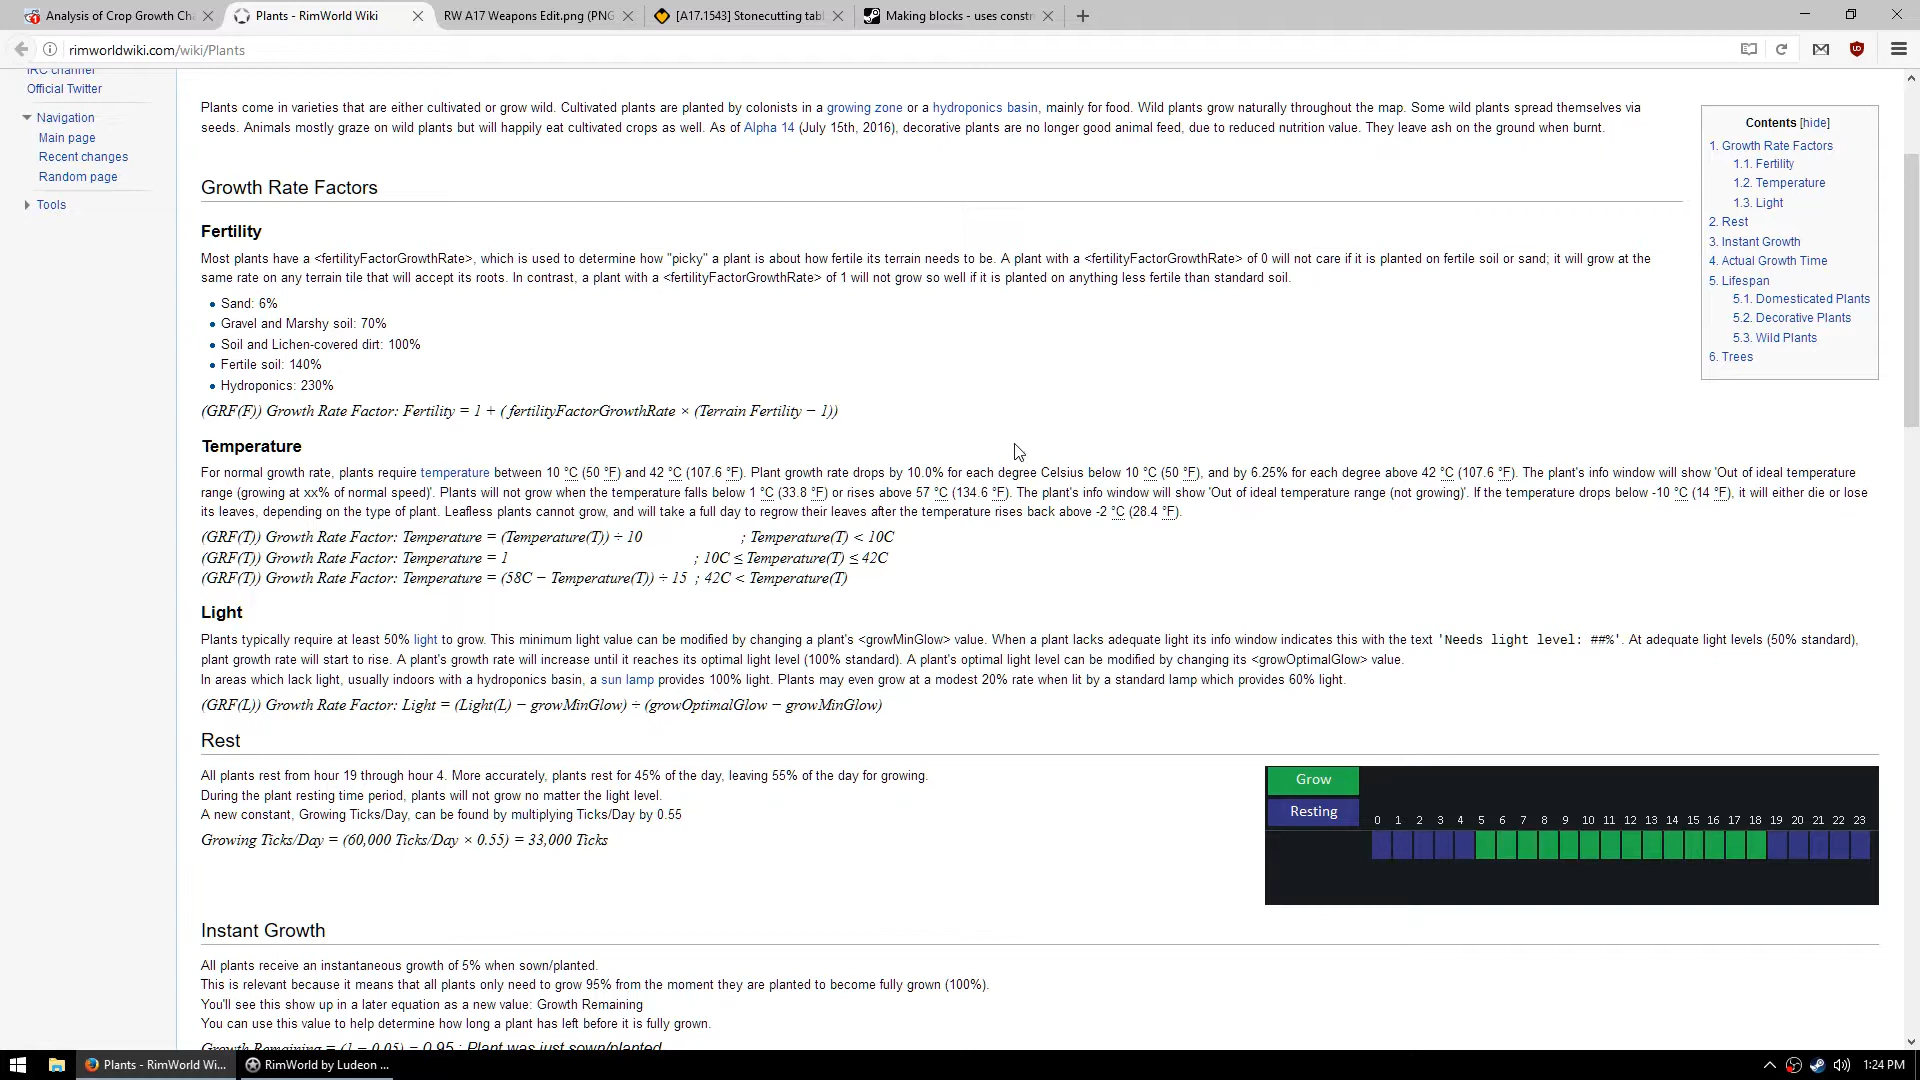 Analysis of Crop Growth Ch
Plants - RimWorld Wiki
RW A17 Weapons Edit.png (PNG
[A17.1543] Stonecutting tab
Making blocks - uses constr
rimworldwiki.com/wiki/Plants
IRC channel
Official Twitter
Navigation
Main page
Recent changes
Random page
Tools
Plants come in varieties that are either cultivated or grow wild. Cultivated plants are planted by colonists in a growing zone or a hydroponics basin, mainly for food. Wild plants grow naturally throughout the map. Some wild plants spread themselves via
seeds. Animals mostly graze on wild plants but will happily eat cultivated crops as well. As of Alpha 14 (July 15th, 2016), decorative plants are no longer good animal feed, due to reduced nutrition value. They leave ash on the ground when burnt.
Contents [hide]
1. Growth Rate Factors
1.1. Fertility
1.2. Temperature
1.3. Light
2. Rest
3. Instant Growth
4. Actual Growth Time
5. Lifespan
5.1. Domesticated Plants
5.2. Decorative Plants
5.3. Wild Plants
6. Trees
Growth Rate Factors
Fertility
Most plants have a <fertilityFactorGrowthRate>, which is used to determine how "picky" a plant is about how fertile its terrain needs to be. A plant with a <fertilityFactorGrowthRate> of 0 will not care if it is planted on fertile soil or sand; it will grow at the
same rate on any terrain tile that will accept its roots. In contrast, a plant with a <fertilityFactorGrowthRate> of 1 will not grow so well if it is planted on anything less fertile than standard soil.
Sand: 6%
Gravel and Marshy soil: 70%
Soil and Lichen-covered dirt: 100%
Fertile soil: 140%
Hydroponics: 230%
(GRF(F)) Growth Rate Factor: Fertility = 1 + ( fertilityFactorGrowthRate × (Terrain Fertility − 1))
Temperature
For normal growth rate, plants require temperature between 10 °C (50 °F) and 42 °C (107.6 °F). Plant growth rate drops by 10.0% for each degree Celsius below 10 °C (50 °F), and by 6.25% for each degree above 42 °C (107.6 °F). The plant's info window will show 'Out of ideal temperature
range (growing at xx% of normal speed)'. Plants will not grow when the temperature falls below 1 °C (33.8 °F) or rises above 57 °C (134.6 °F). The plant's info window will show 'Out of ideal temperature range (not growing)'. If the temperature drops below -10 °C (14 °F), it will either die or lose
its leaves, depending on the type of plant. Leafless plants cannot grow, and will take a full day to regrow their leaves after the temperature rises back above -2 °C (28.4 °F).
(GRF(T)) Growth Rate Factor: Temperature = (Temperature(T)) ÷ 10 ; Temperature(T) < 10C
(GRF(T)) Growth Rate Factor: Temperature = 1 ; 10C ≤ Temperature(T) ≤ 42C
(GRF(T)) Growth Rate Factor: Temperature = (58C − Temperature(T)) ÷ 15 ; 42C < Temperature(T)
Light
Plants typically require at least 50% light to grow. This minimum light value can be modified by changing a plant's <growMinGlow> value. When a plant lacks adequate light its info window indicates this with the text 'Needs light level: ##%'. At adequate light levels (50% standard),
plant growth rate will start to rise. A plant's growth rate will increase until it reaches its optimal light level (100% standard). A plant's optimal light level can be modified by changing its <growOptimalGlow> value.
In areas which lack light, usually indoors with a hydroponics basin, a sun lamp provides 100% light. Plants may even grow at a modest 20% rate when lit by a standard lamp which provides 60% light.
(GRF(L)) Growth Rate Factor: Light = (Light(L) − growMinGlow) ÷ (growOptimalGlow − growMinGlow)
Rest
All plants rest from hour 19 through hour 4. More accurately, plants rest for 45% of the day, leaving 55% of the day for growing.
During the plant resting time period, plants will not grow no matter the light level.
A new constant, Growing Ticks/Day, can be found by multiplying Ticks/Day by 0.55
Growing Ticks/Day = (60,000 Ticks/Day × 0.55) = 33,000 Ticks
Grow
Resting
0 1 2 3 4 5 6 7 8 9 10 11 12 13 14 15 16 17 18 19 20 21 22 23
Instant Growth
All plants receive an instantaneous growth of 5% when sown/planted.
This is relevant because it means that all plants only need to grow 95% from the moment they are planted to become fully grown (100%).
You'll see this show up in a later equation as a new value: Growth Remaining
You can use this value to help determine how long a plant has left before it is fully grown.
Growth Remaining = (1 − 0.05) = 0.95 ; Plant was just sown/planted
Plants - RimWorld Wi...
RimWorld by Ludeon ...
1:24 PM